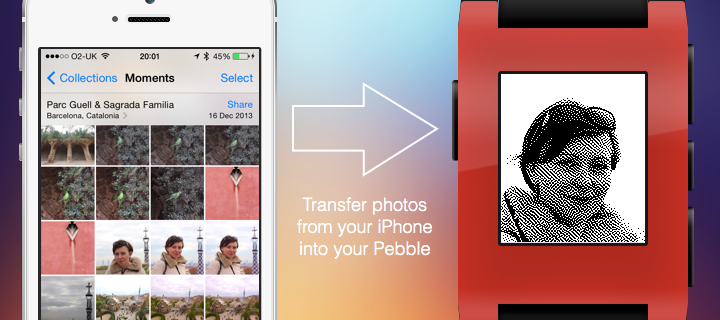 ●●●○○ O2-UK 20:01 45%
Collections Moments Select
Parc Guell & Sagrada Familia Share
Barcelona, Catalonia > 16 Dec 2013
Transfer photos
from your iPhone
into your Pebble